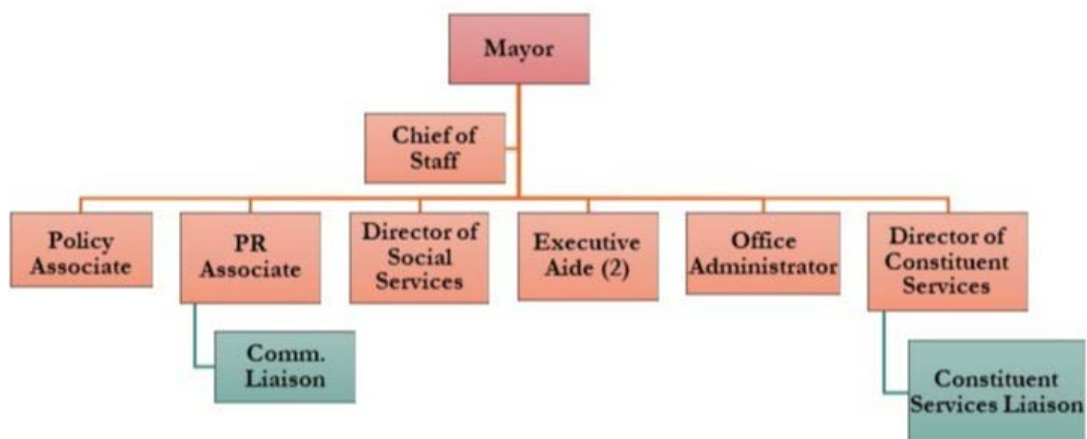 Mayor
Chief of
Staff
Policy
Associate
PR
Associate
Director of
Social
Services
Executive
Aide (2)
Office
Administrator
Director of
Constituent
Services
Comm.
Liaison
Constituent
Services Liaison